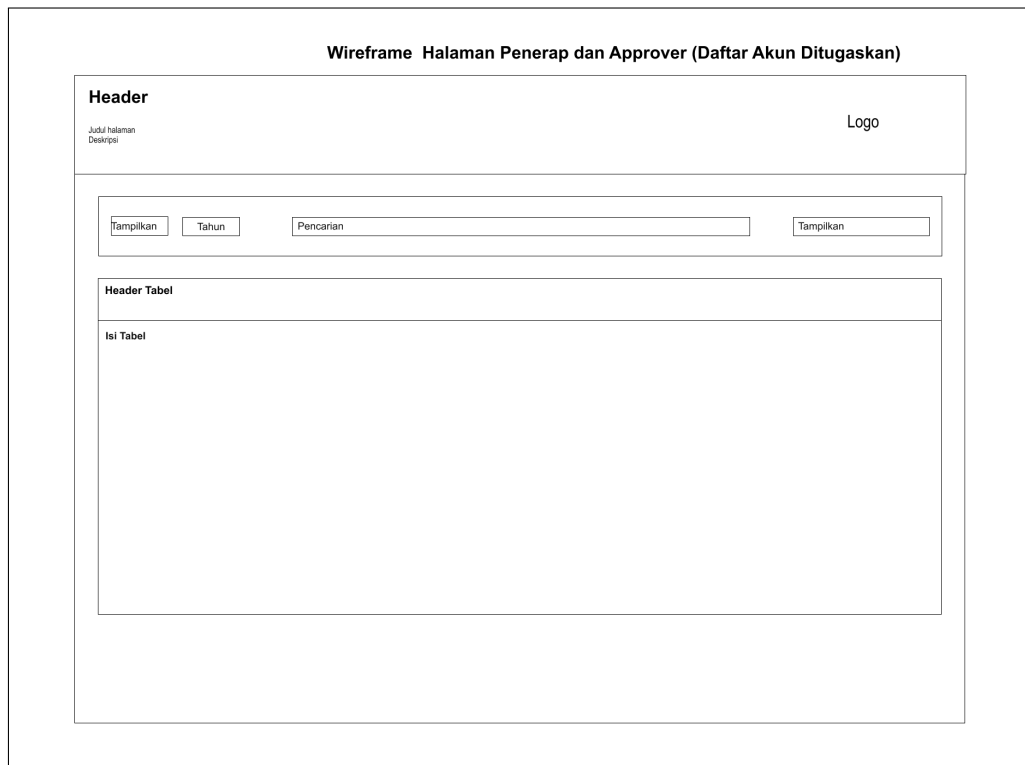 Wireframe  Halaman Penerap dan Approver (Daftar Akun Ditugaskan)
Header
Logo
Judul halaman
Deskripsi
Tampilkan
Tahun
Pencarian
Tampilkan
Header Tabel
Isi Tabel